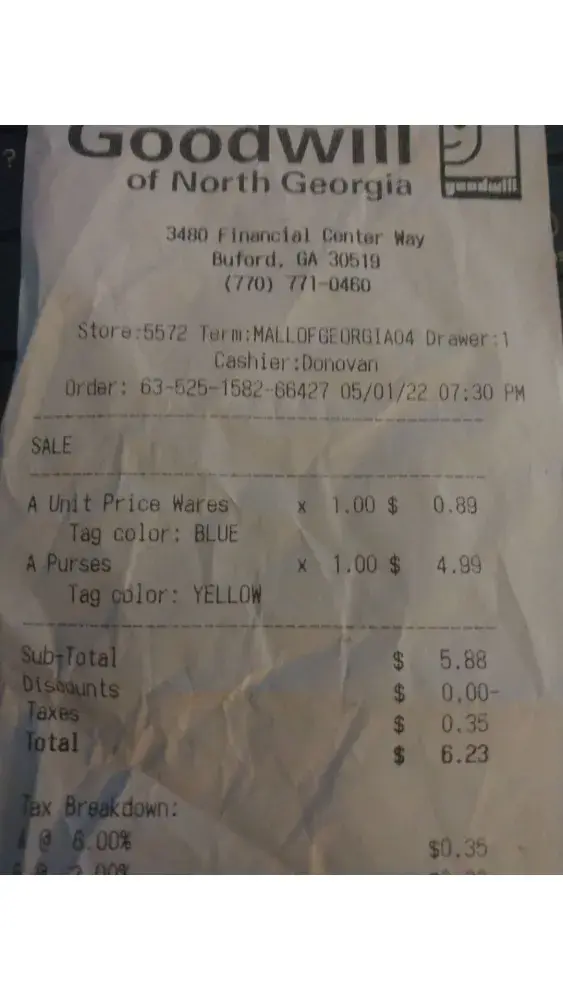 Goodwill
of North Georgia
goodwill
3480 Financial Center Way
Buford, GA 30519
(770) 771-0460
Store:5572 Term:MALLOFGEORGIA04 Drawer:1
Cashier:Donovan
Order: 63-525-1582-66427 05/01/22 07:30 PM
SALE
A Unit Price Wares x 1.00 $ 0.89
Tag color: BLUE
A Purses x 1.00 $ 4.99
Tag color: YELLOW
Sub-Total $ 5.88
Discounts $ 0.00-
Taxes $ 0.35
Total $ 6.23
Tax Breakdown:
@ 6.00% $0.35